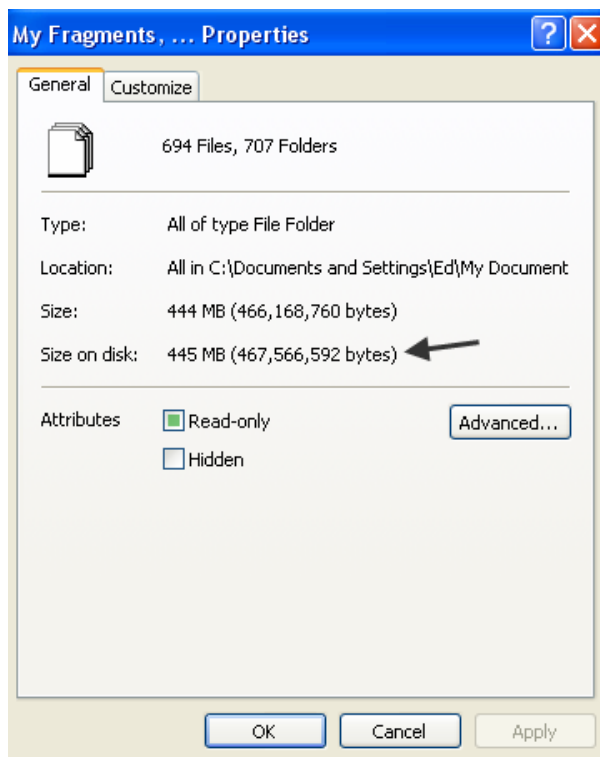 My Fragments, ... Properties
General
Customize
694 Files, 707 Folders
Type: All of type File Folder
Location: All in C:\Documents and Settings\Ed\My Document
Size: 444 MB (466,168,760 bytes)
Size on disk: 445 MB (467,566,592 bytes)
Attributes Read-only Advanced...
Hidden
OK Cancel Apply